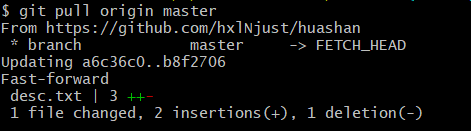 $ git pull origin master
From https://github.com/hxlNjust/huashan
 * branch            master     -> FETCH_HEAD
Updating a6c36c0..b8f2706
Fast-forward
 desc.txt | 3 ++-
 1 file changed, 2 insertions(+), 1 deletion(-)